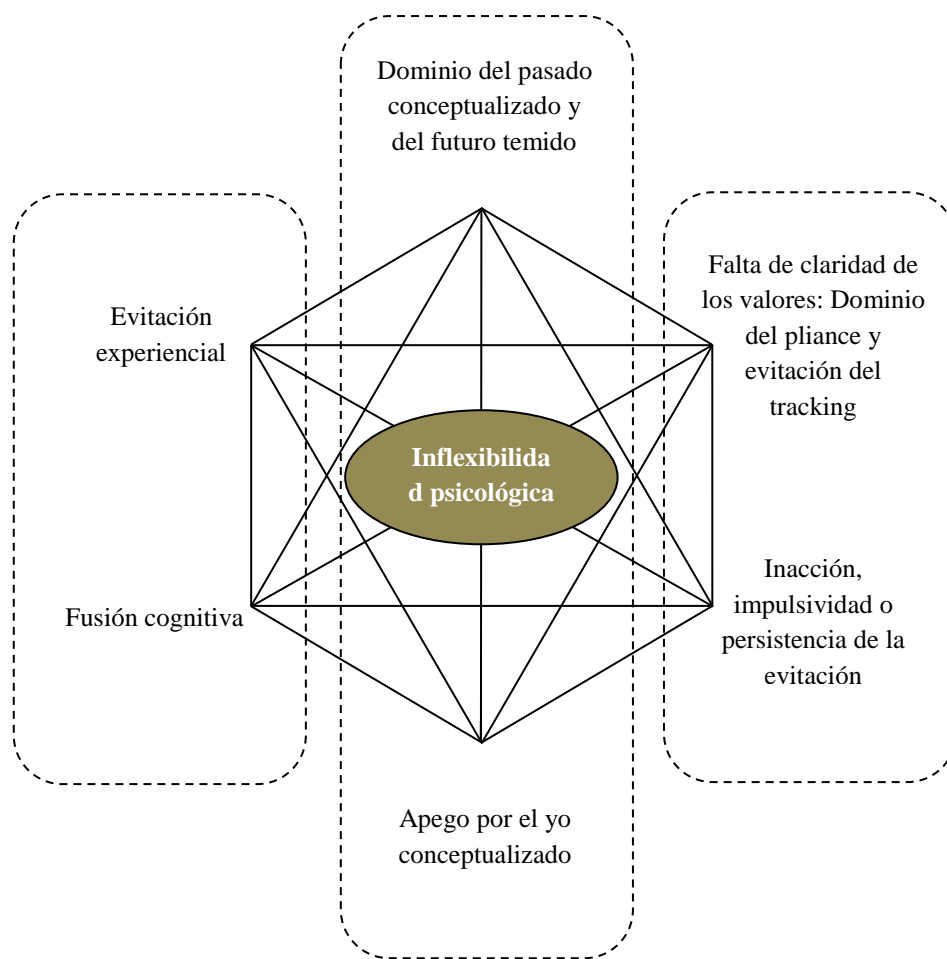 Dominio del pasado
conceptualizado y
del futuro temido
Evitación
experiencial
Falta de claridad de
los valores: Dominio
del pliance y
evitación del
tracking
Inflexibilida
d psicológica
Fusión cognitiva
Inacción,
impulsividad o
persistencia de la
evitación
Apego por el yo
conceptualizado